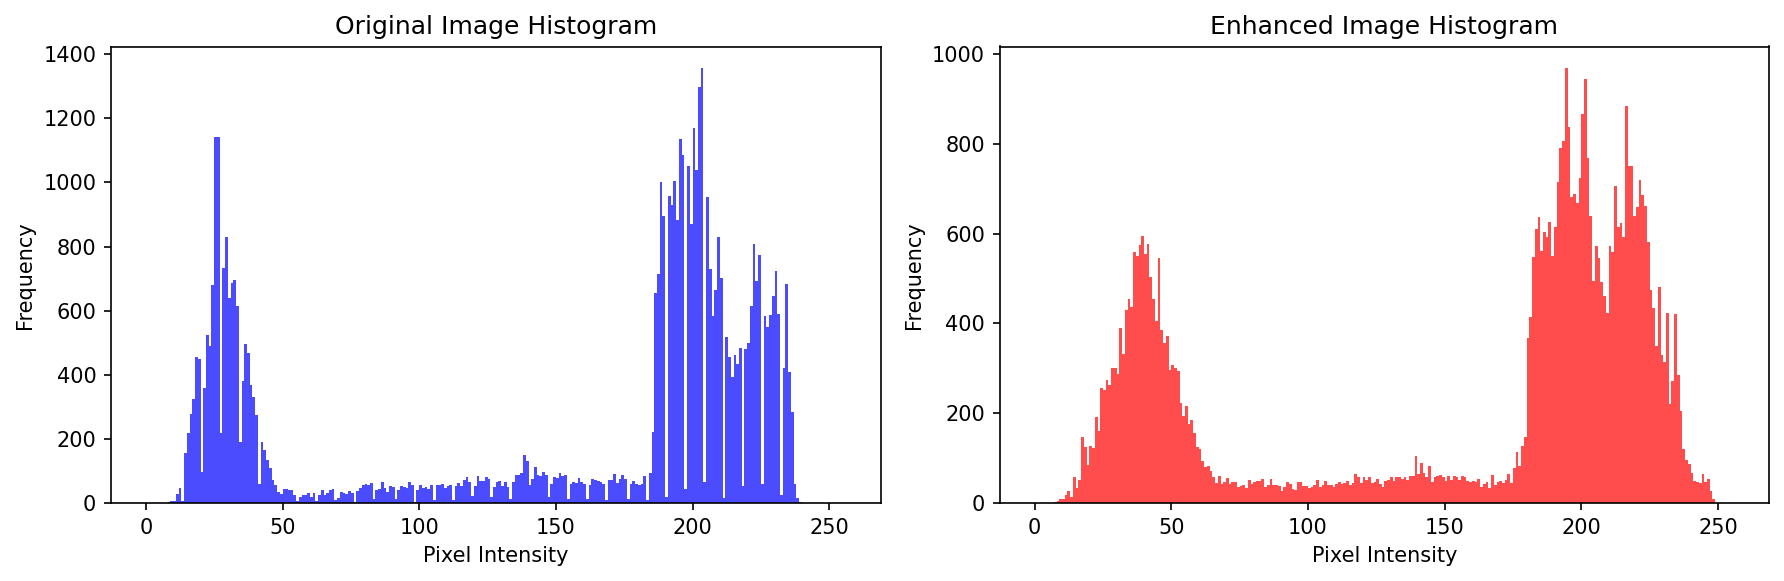 Original Image Histogram
1400
1200
1000
800
600
400
200
0
Frequency
0 50 100 150 200 250
Pixel Intensity
Enhanced Image Histogram
1000
800
600
400
200
0
Frequency
0 50 100 150 200 250
Pixel Intensity